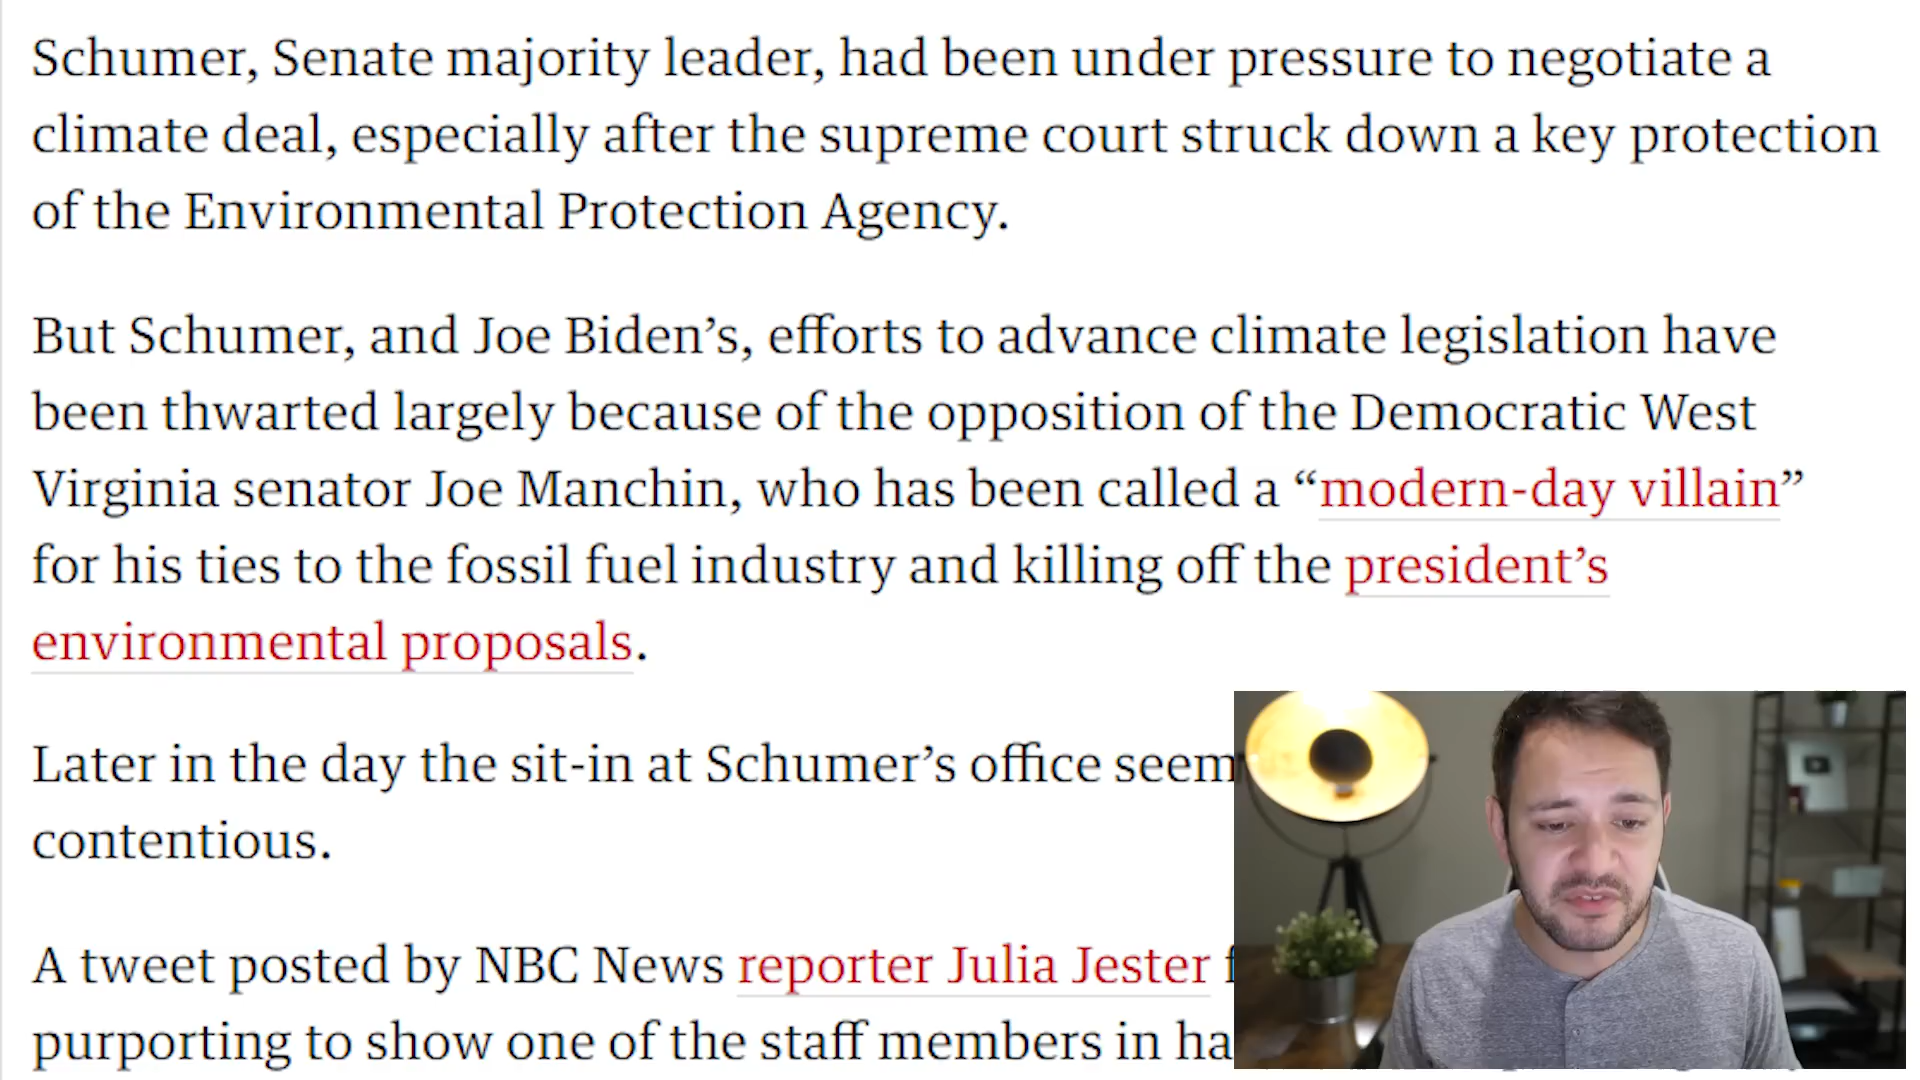 Schumer, Senate majority leader, had been under pressure to negotiate a
climate deal, especially after the supreme court struck down a key protection
of the Environmental Protection Agency.
But Schumer, and Joe Biden’s, efforts to advance climate legislation have
been thwarted largely because of the opposition of the Democratic West
Virginia senator Joe Manchin, who has been called a “modern-day villain”
for his ties to the fossil fuel industry and killing off the president’s
environmental proposals.
Later in the day the sit-in at Schumer’s office seem
contentious.
A tweet posted by NBC News reporter Julia Jester
purporting to show one of the staff members in ha